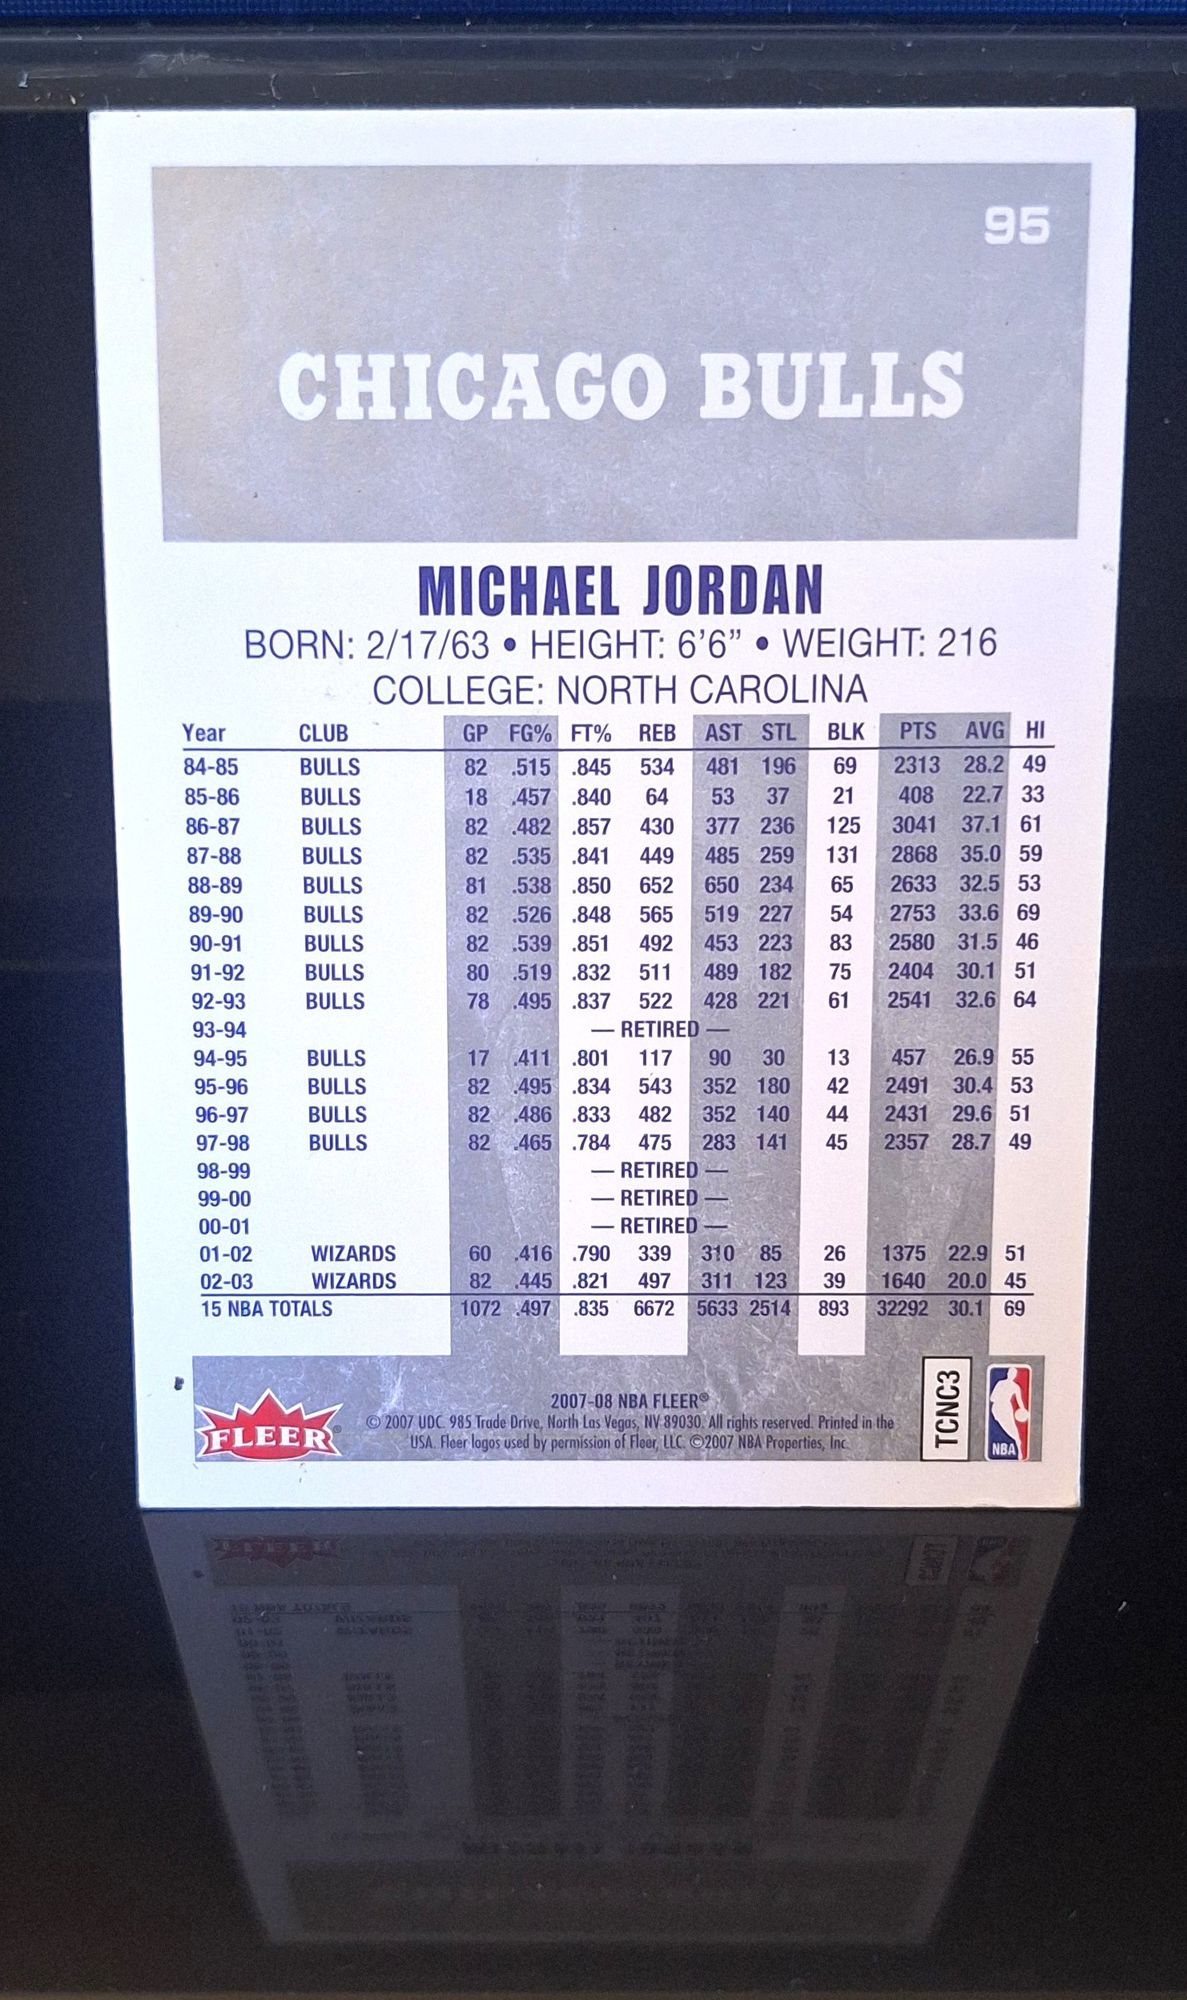 95
CHICAGO BULLS
MICHAEL JORDAN
BORN: 2/17/63 • HEIGHT: 6'6" • WEIGHT: 216
COLLEGE: NORTH CAROLINA
Year CLUB GP FG% FT% REB AST STL BLK PTS AVG HI
84-85 BULLS 82 .515 .845 534 481 196 69 2313 28.2 49
85-86 BULLS 18 .457 .840 64 53 37 21 408 22.7 33
86-87 BULLS 82 .482 .857 430 377 236 125 3041 37.1 61
87-88 BULLS 82 .535 .841 449 485 259 131 2868 35.0 59
88-89 BULLS 81 .538 .850 652 650 234 65 2633 32.5 53
89-90 BULLS 82 .526 .848 565 519 227 54 2753 33.6 69
90-91 BULLS 82 .539 .851 492 453 223 83 2580 31.5 46
91-92 BULLS 80 .519 .832 511 489 182 75 2404 30.1 51
92-93 BULLS 78 .495 .837 522 428 221 61 2541 32.6 64
93-94 — RETIRED —
94-95 BULLS 17 .411 .801 117 90 30 13 457 26.9 55
95-96 BULLS 82 .495 .834 543 352 180 42 2491 30.4 53
96-97 BULLS 82 .486 .833 482 352 140 44 2431 29.6 51
97-98 BULLS 82 .465 .784 475 283 141 45 2357 28.7 49
98-99 — RETIRED —
99-00 — RETIRED —
00-01 — RETIRED —
01-02 WIZARDS 60 .416 .790 339 310 85 26 1375 22.9 51
02-03 WIZARDS 82 .445 .821 497 311 123 39 1640 20.0 45
15 NBA TOTALS 1072 .497 .835 6672 5633 2514 893 32292 30.1 69
FLEER
2007-08 NBA FLEER®
© 2007 UDC. 985 Trade Drive, North Las Vegas, NV 89030. All rights reserved. Printed in the
USA. Fleer logos used by permission of Fleer, LLC. ©2007 NBA Properties, Inc.
TCNC3
NBA